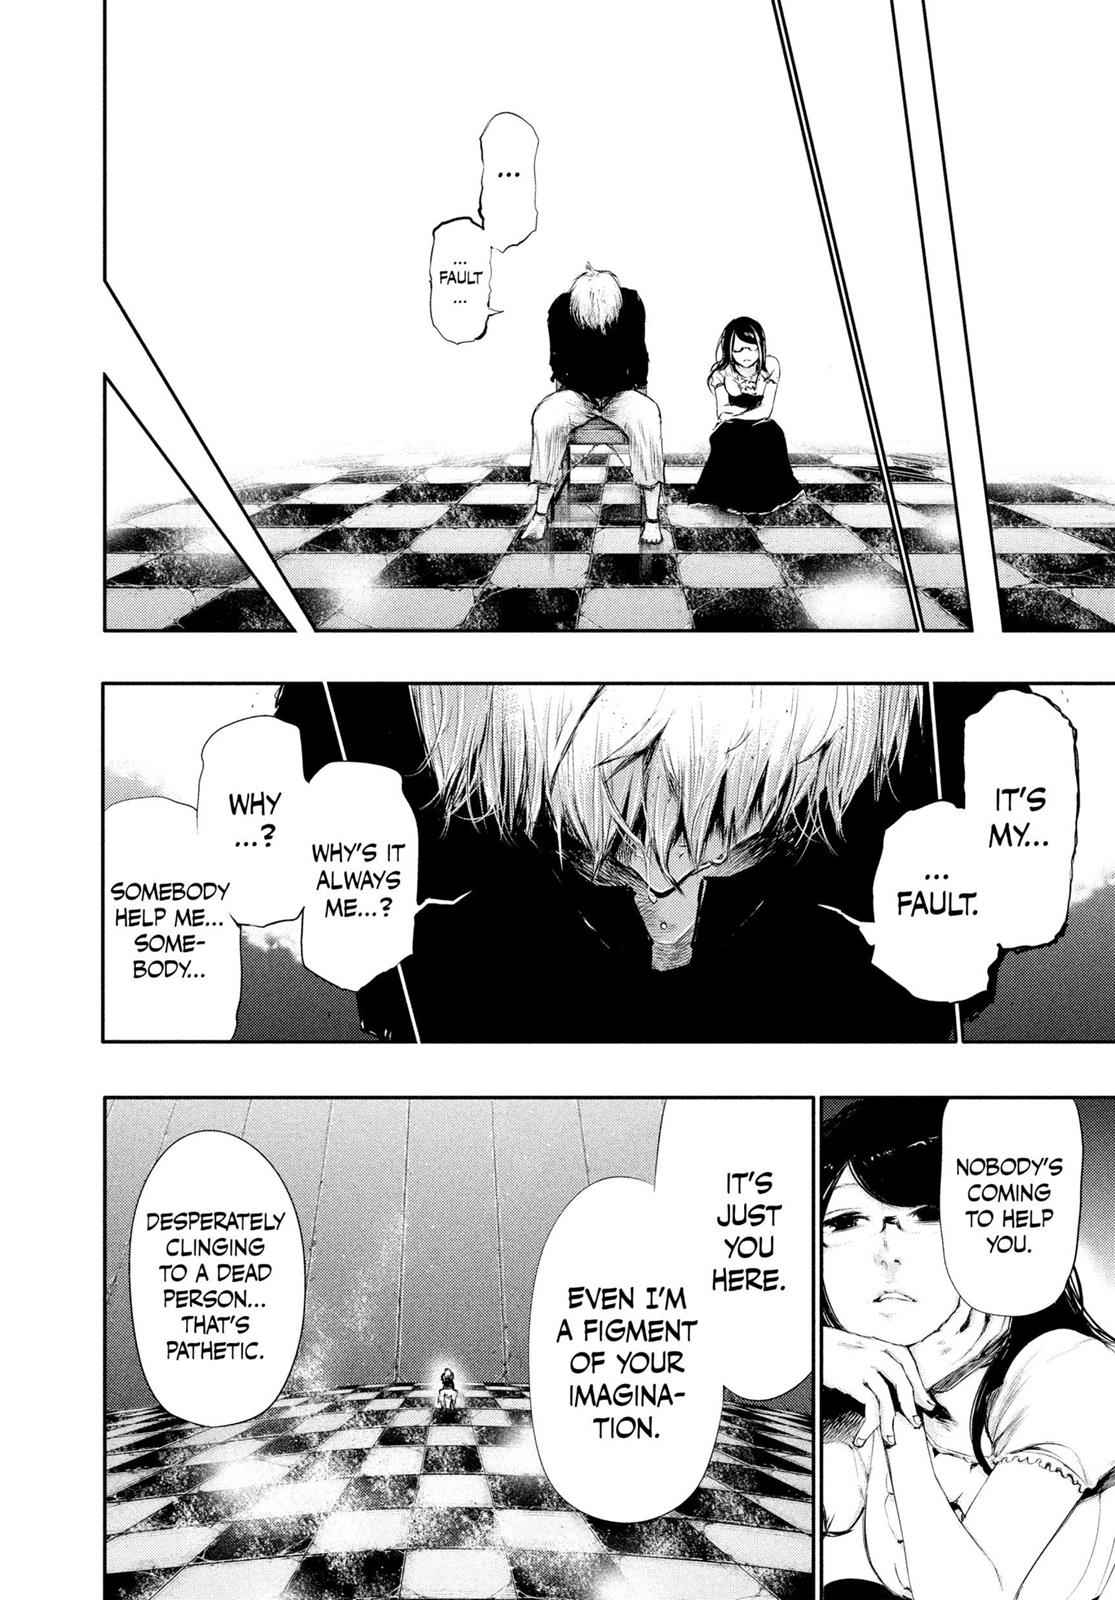 ...
...
FAULT
...
IT'S
MY...
...
FAULT.
WHY'S IT
ALWAYS
ME...?
WHY
...?
SOMEBODY
HELP ME...
SOME-
BODY...
NOBODY'S
COMING
TO HELP
YOU.
IT'S
JUST
YOU
HERE.
EVEN I'M
A FIGMENT
OF YOUR
IMAGINA-
TION.
DESPERATELY
CLINGING
TO A DEAD
PERSON...
THAT'S
PATHETIC.